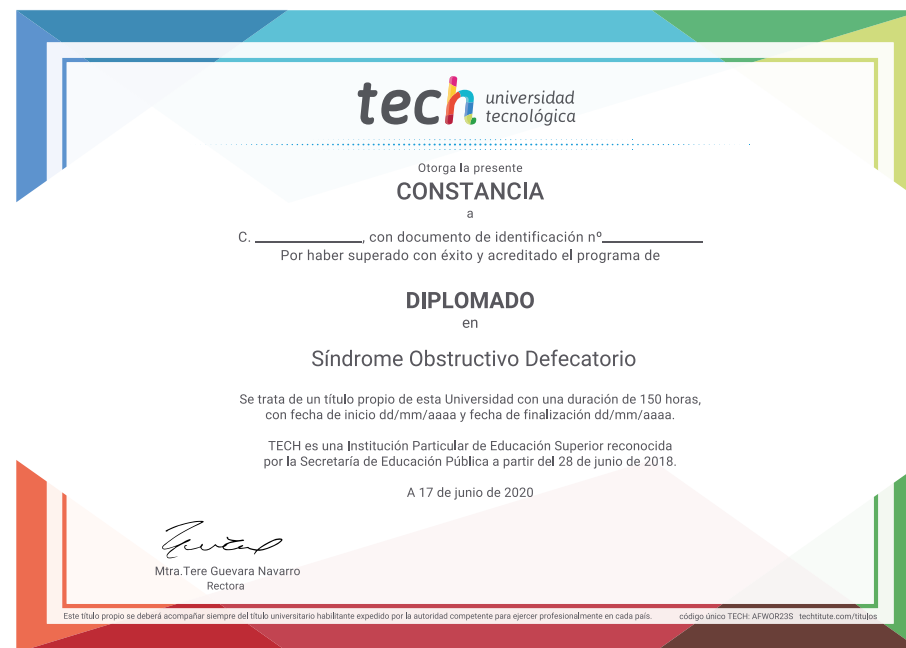 tech universidad
tecnológica
Otorga la presente
CONSTANCIA
a
C. ____________, con documento de identificación nº____________
Por haber superado con éxito y acreditado el programa de
DIPLOMADO
en
Síndrome Obstructivo Defecatorio
Se trata de un título propio de esta Universidad con una duración de 150 horas,
con fecha de inicio dd/mm/aaaa y fecha de finalización dd/mm/aaaa.
TECH es una Institución Particular de Educación Superior reconocida
por la Secretaría de Educación Pública a partir del 28 de junio de 2018.
A 17 de junio de 2020
Mtra.Tere Guevara Navarro
Rectora
Este título propio se deberá acompañar siempre del título universitario habilitante expedido por la autoridad competente para ejercer profesionalmente en cada país. código único TECH: AFWOR23S techtitute.com/titulos